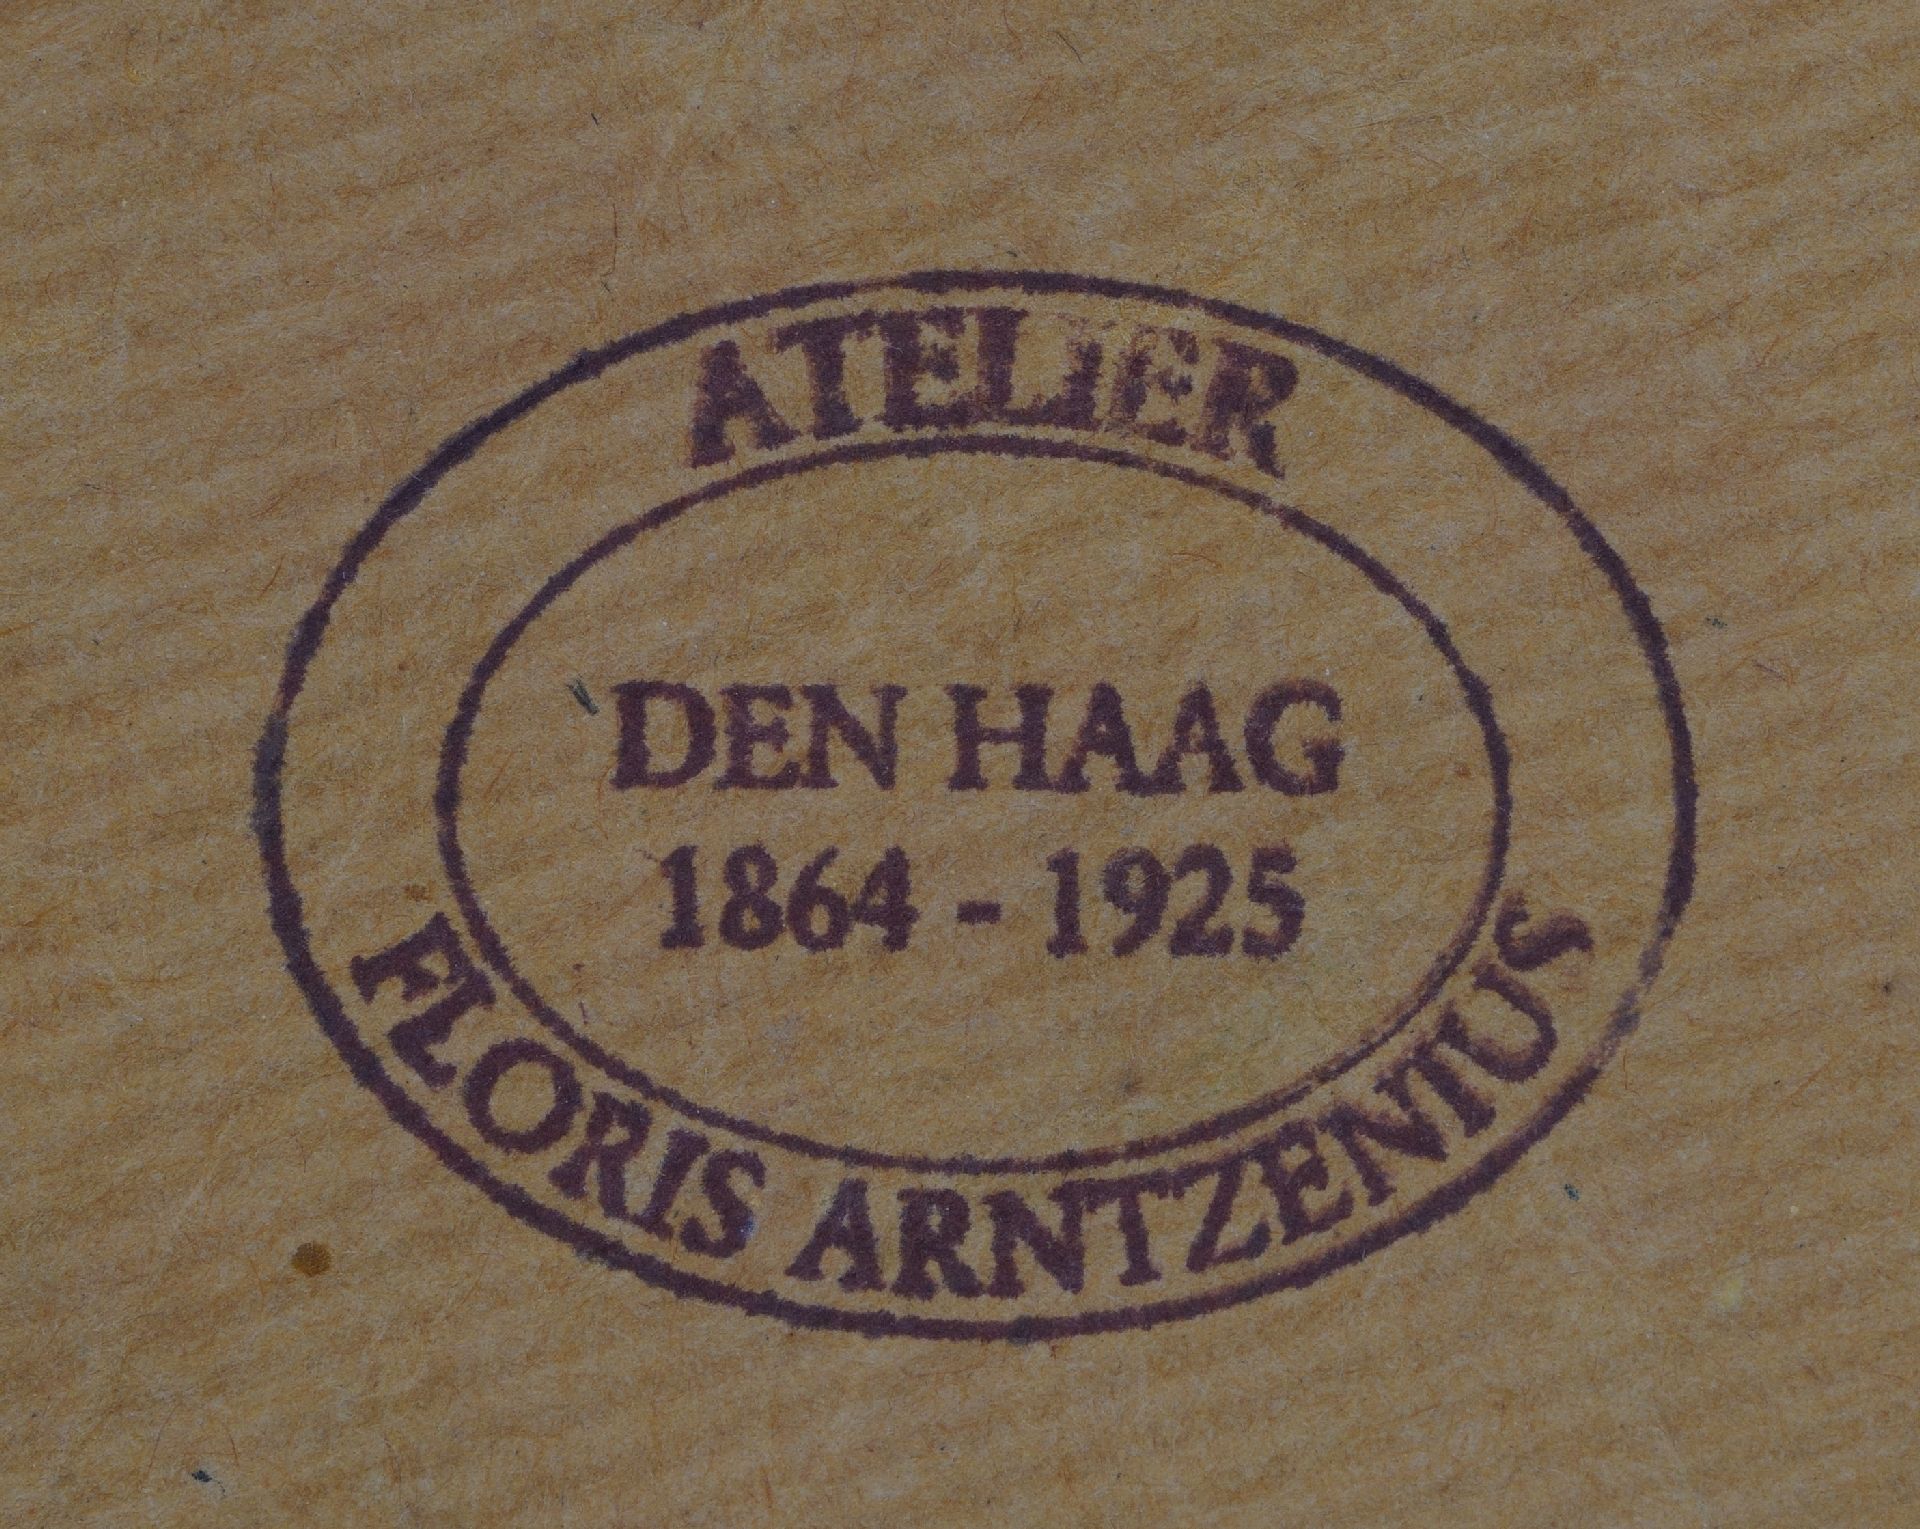 ATELIER
DEN HAAG
1864 - 1925
FLORIS ARNTZENIUS